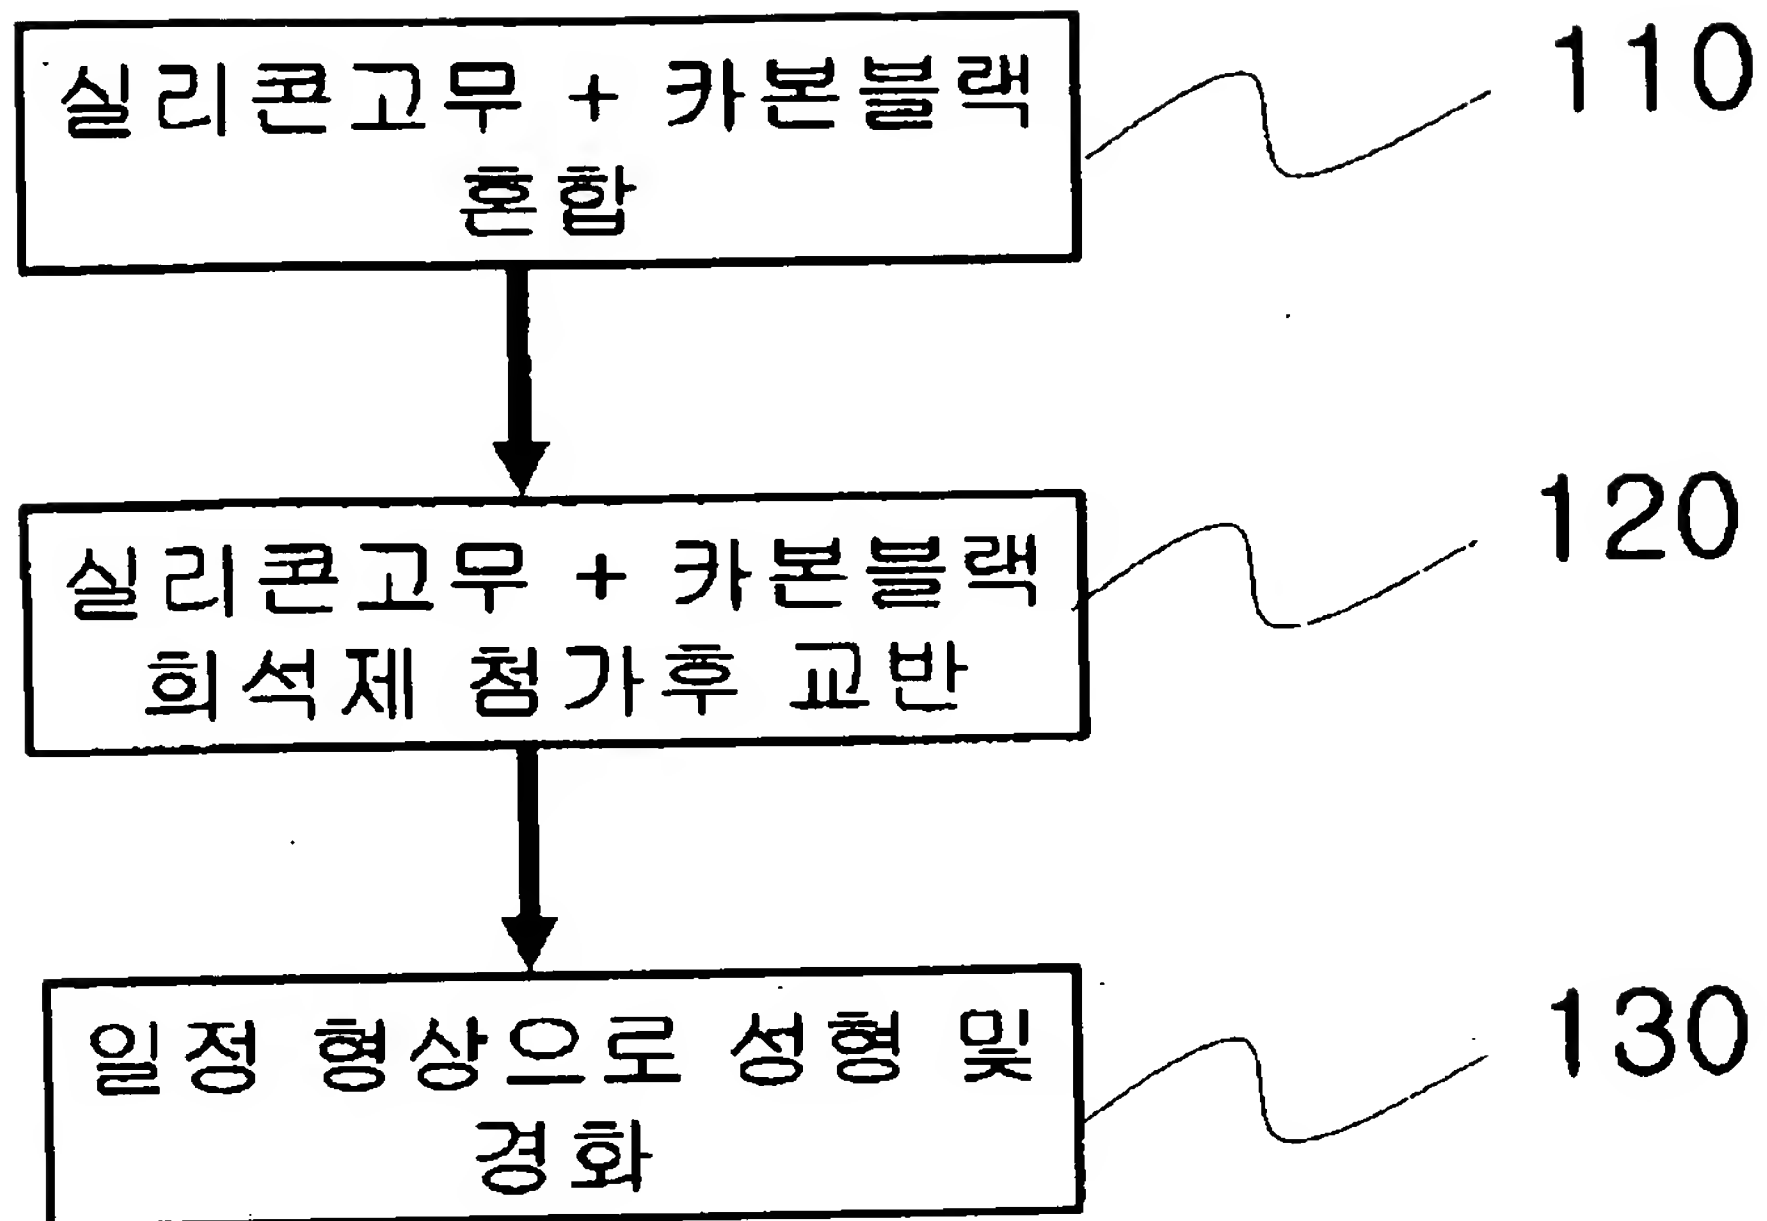 실리콘고무 + 카본블랙
혼합
110
실리콘고무 + 카본블랙
희석제 첨가후 교반
120
일정 형상으로 성형 및
경화
130